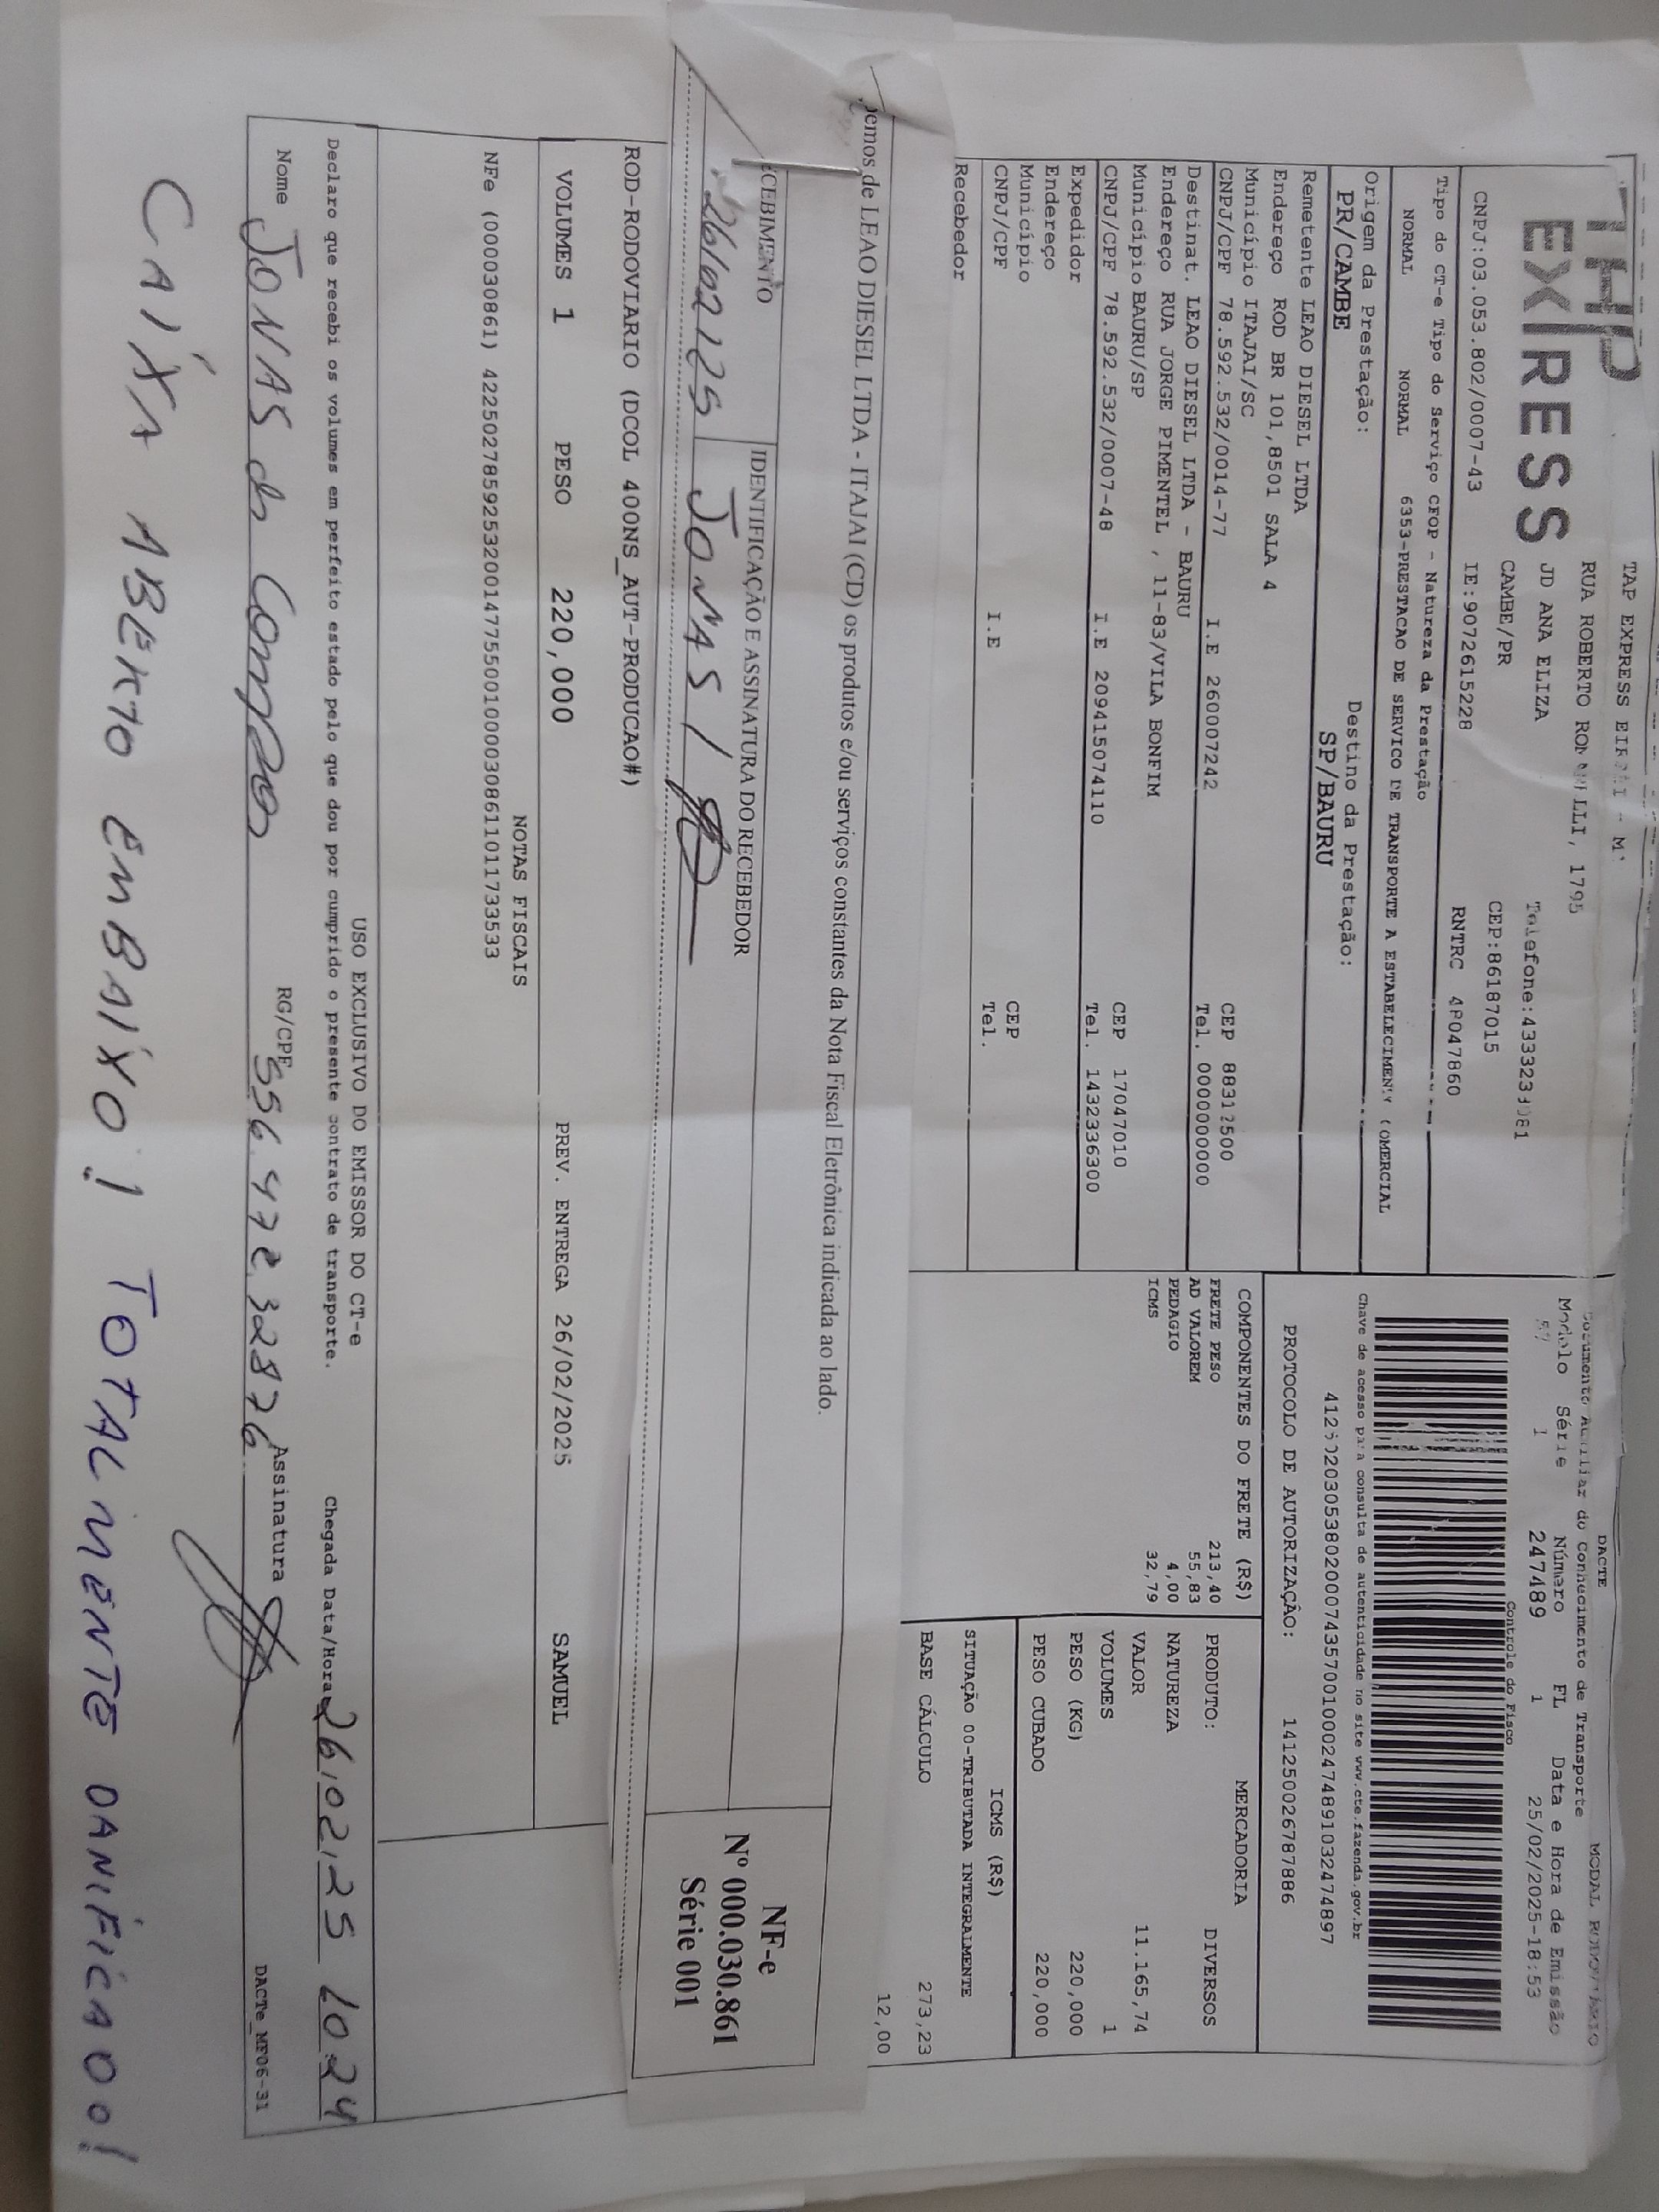 THP
EXPRESS
TAP EXPRESS
RUA ROBERTO
, 1795
JD ANA ELIZA
CAMBE/PR
CEP:86187015
CNPJ:03.053.802/0007-43
IE:9072615228
RNTRC
Tipo do CT-e Tipo do Serviço CFOP - Natureza da Prestação
NORMAL NORMAL 6353-PRESTACAO DE SERVICO DE TRANSPORTE A ESTABELECIMENT COMERCIAL
Origem da Prestação: Destino da Prestação:
PR/CAMBE SP/BAURU
Remetente LEAO DIESEL LTDA
Endereço ROD BR 101,8501 SALA 4
Município ITAJAI/SC CEP
CNPJ/CPF 78.592.532/0014-77 I.E 260007242 Tel. 0000000000
Destinat. LEAO DIESEL LTDA - BAURU
Endereço RUA JORGE PIMENTEL , 11-83/VILA BONFIM
Município BAURU/SP CEP 17047010
CNPJ/CPF 78.592.532/0007-48 I.E 209415074110 Tel. 1432336300
Expedidor
Endereço
Município CEP
CNPJ/CPF I.E Tel.
Recebedor
DACTE
Documento Auxiliar do Conhecimento de Transporte
MODAL RODOVIARIO
Modelo Série Número FL Data e Hora de Emissão
57 1 247489 1 25/02/2025-18:53
Controle do Fisco
Chave de acesso para consulta de autenticidade no site www.cte.fazenda.gov.br
PROTOCOLO DE AUTORIZAÇÃO: 141250026787886
COMPONENTES DO FRETE (R$)
FRETE PESO 213,40
AD VALOREM 55,83
PEDAGIO 4,00
ICMS 32,79
MERCADORIA
PRODUTO: DIVERSOS
NATUREZA
VALOR 11.165,74
VOLUMES 1
PESO (KG) 220,000
PESO CUBADO 220,000
ICMS (R$)
SITUAÇÃO 00-TRIBUTADA INTEGRALMENTE
BASE CÁLCULO 273,23
12,00
de LEAO DIESEL LTDA - ITAJAI (CD) os produtos e/ou serviços constantes da Nota Fiscal Eletrônica indicada ao lado.
IDENTIFICAÇÃO E ASSINATURA DO RECEBEDOR
26/02/25 JONAS /
NF-e
Nº 000.030.861
Série 001
ROD-RODOVIARIO (DCOL 400NS_AUT-PRODUCAO#)
VOLUMES 1 PESO 220,000 PREV. ENTREGA 26/02/2025 SAMUEL
NOTAS FISCAIS
NFe (000030861) 42250278592532001477550010000308611011733533
USO EXCLUSIVO DO EMISSOR DO CT-e
Declaro que recebi os volumes em perfeito estado pelo que dou por cumprido o presente contrato de transporte. Chegada Data/Hora 26/02/25 10:24
Nome JONAS de Campos RG/CPF 356.472.328 76 Assinatura
DACTe_MF06-31
CAIXA ABERTO EMBAIXO! TOTALMENTE DANIFICADO!